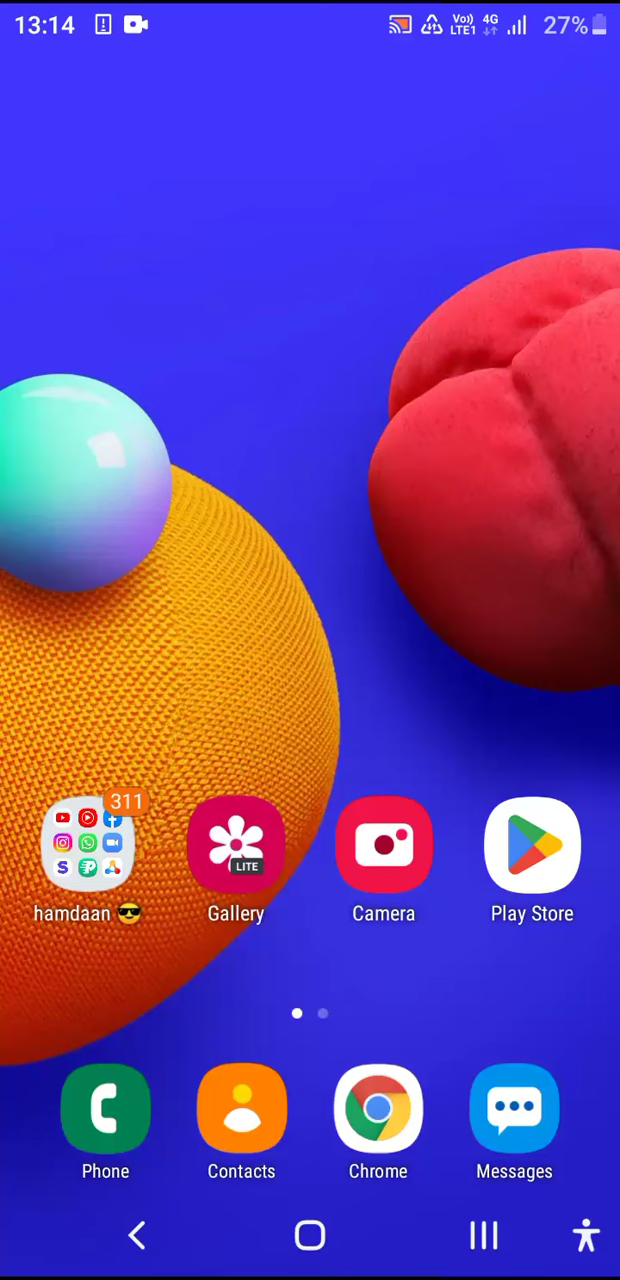 13:14 Vo)) LTE1 4G 27%
311
LITE
hamdaan 😎 Gallery Camera Play Store
Phone Contacts Chrome Messages